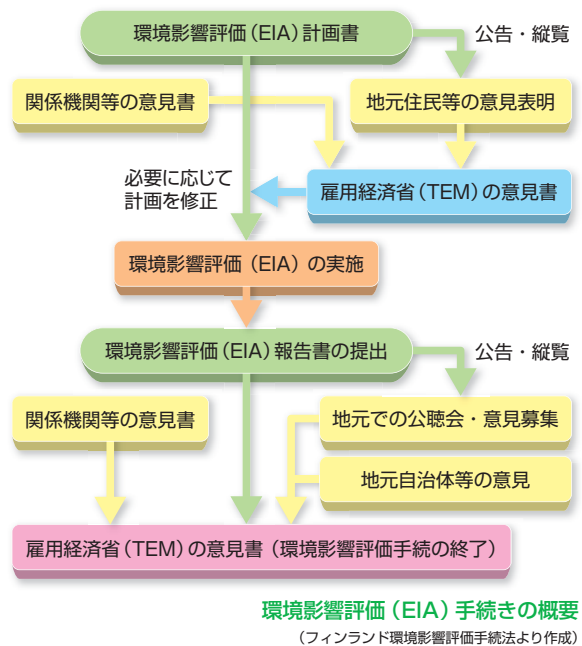 環境影響評価（EIA）計画書
公告・縦覧
関係機関等の意見書
地元住民等の意見表明
必要に応じて
計画を修正
雇用経済省（TEM）の意見書
環境影響評価（EIA）の実施
環境影響評価（EIA）報告書の提出
公告・縦覧
関係機関等の意見書
地元での公聴会・意見募集
地元自治体等の意見
雇用経済省（TEM）の意見書（環境影響評価手続の終了）
環境影響評価（EIA）手続きの概要
（フィンランド環境影響評価手続法より作成）